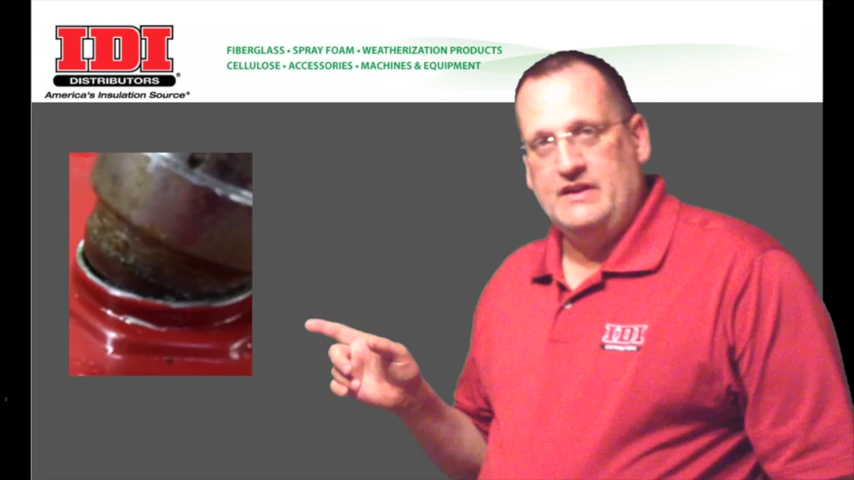 IDI
DISTRIBUTORS
America's Insulation Source®
FIBERGLASS • SPRAY FOAM • WEATHERIZATION PRODUCTS
CELLULOSE • ACCESSORIES • MACHINES & EQUIPMENT
IDI